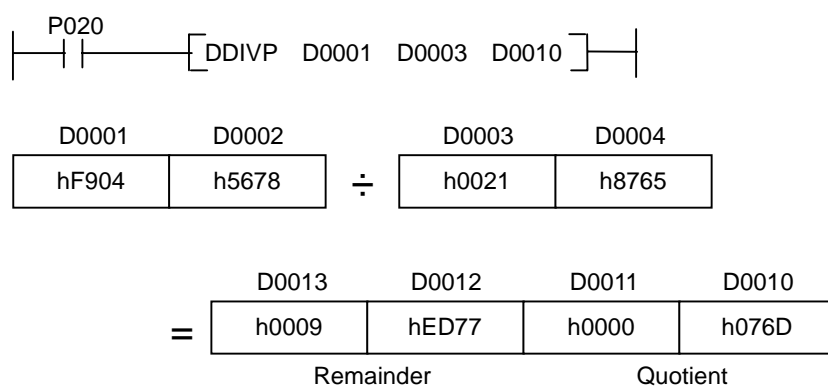 P020
DDIVP D0001 D0003 D0010
D0001 D0002 D0003 D0004
hF904 h5678 ÷ h0021 h8765
D0013 D0012 D0011 D0010
= h0009 hED77 h0000 h076D
Remainder Quotient